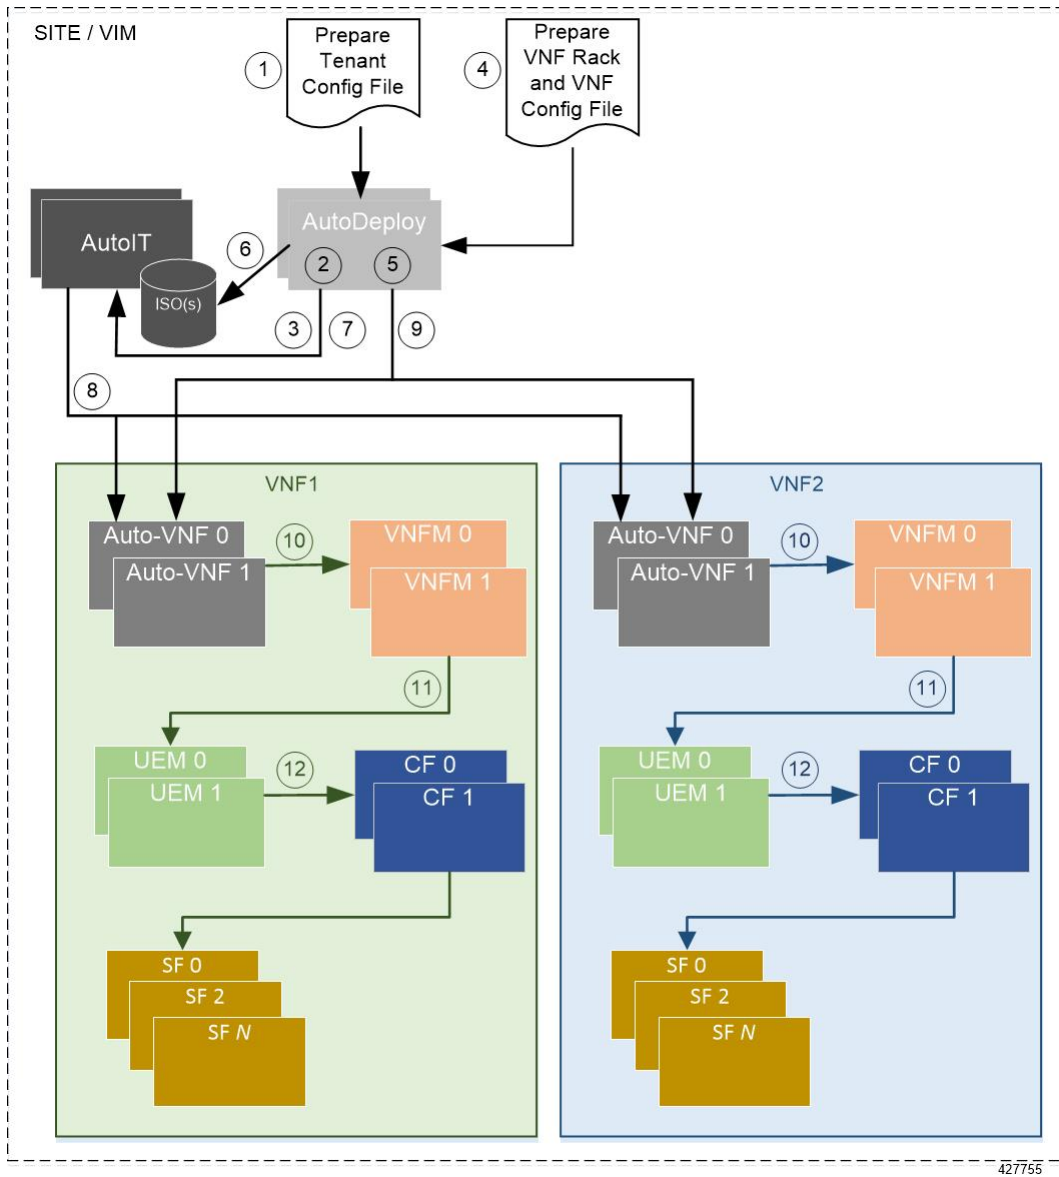 SITE / VIM
1
Prepare
Tenant
Config File
4
Prepare
VNF Rack
and VNF
Config File
AutoIT
ISO(s)
6
AutoDeploy
2
5
3
7
9
8
VNF1
Auto-VNF 0
Auto-VNF 1
10
VNFM 0
VNFM 1
11
UEM 0
UEM 1
12
CF 0
CF 1
SF 0
SF 2
SF N
VNF2
Auto-VNF 0
Auto-VNF 1
10
VNFM 0
VNFM 1
11
UEM 0
UEM 1
12
CF 0
CF 1
SF 0
SF 2
SF N
427755